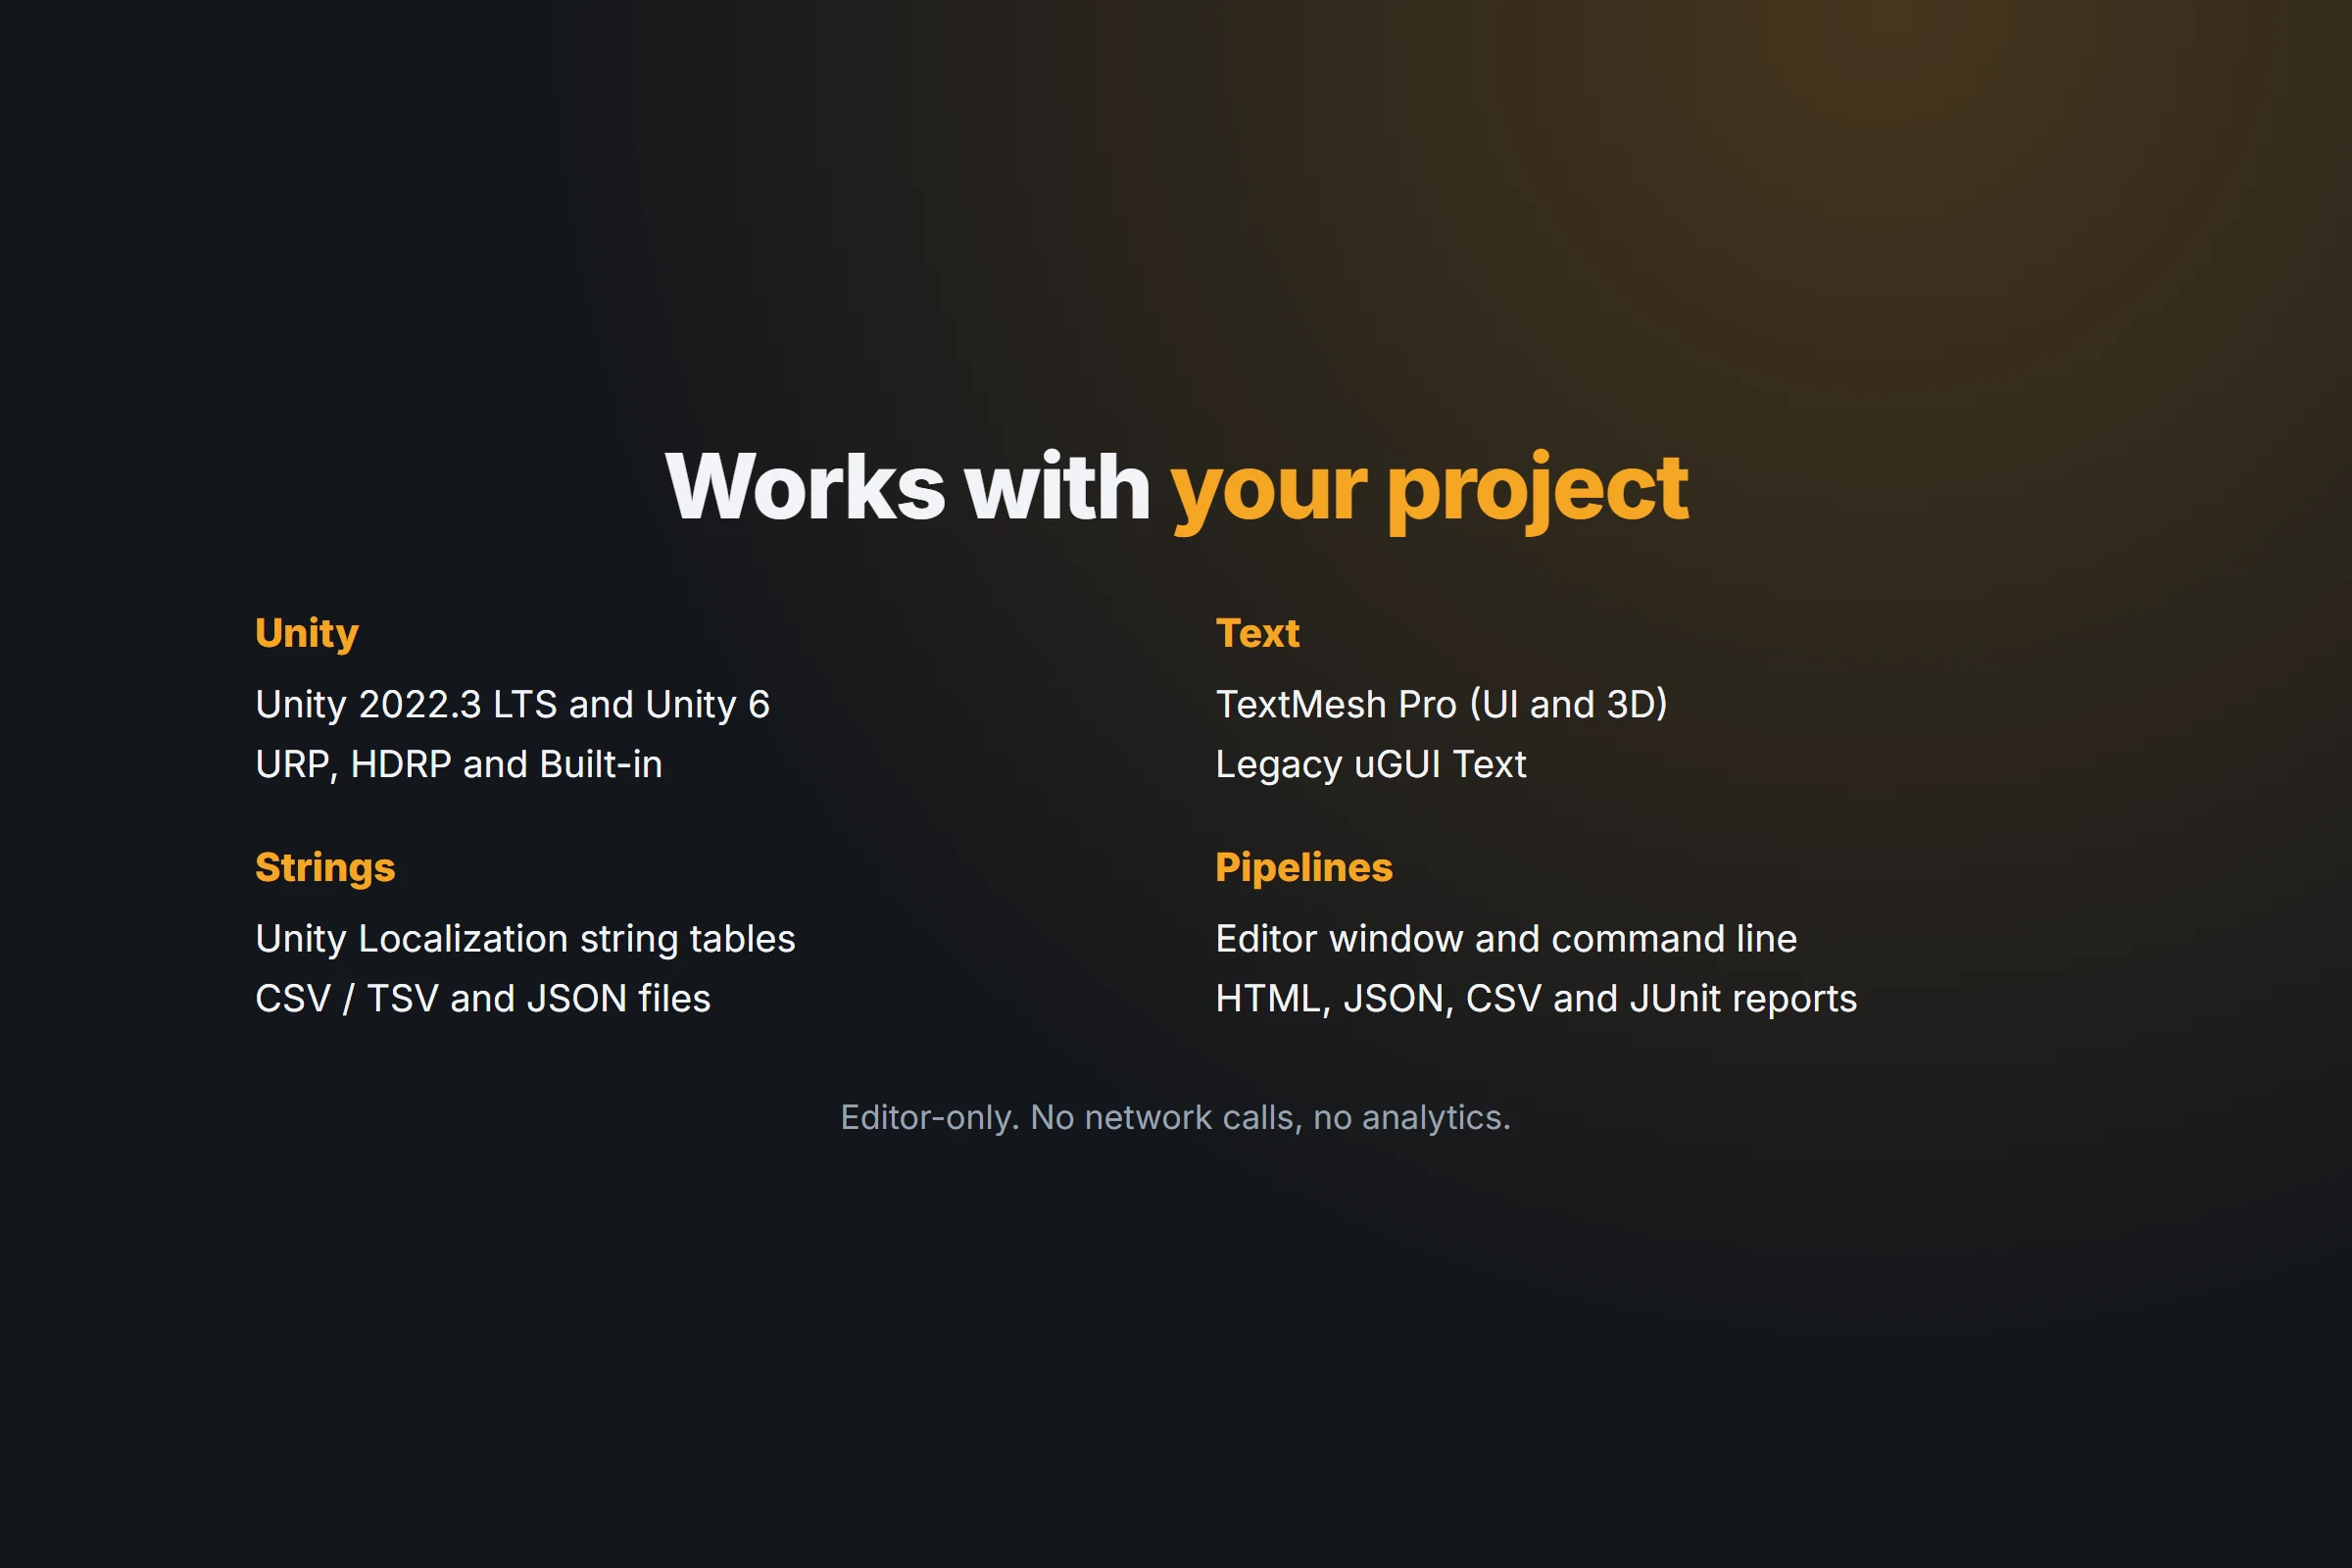 Works with your project
Unity
Unity 2022.3 LTS and Unity 6
URP, HDRP and Built-in
Text
TextMesh Pro (UI and 3D)
Legacy uGUI Text
Strings
Unity Localization string tables
CSV / TSV and JSON files
Pipelines
Editor window and command line
HTML, JSON, CSV and JUnit reports
Editor-only. No network calls, no analytics.